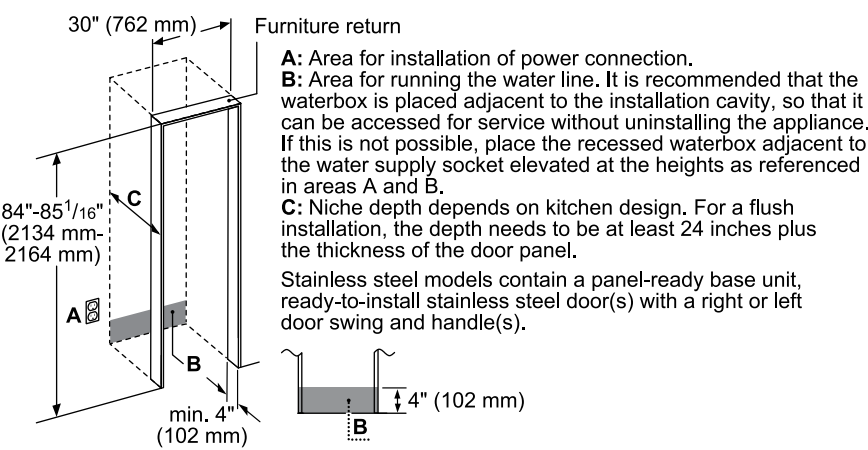 30" (762 mm)
Furniture return
A: Area for installation of power connection.
B: Area for running the water line. It is recommended that the
waterbox is placed adjacent to the installation cavity, so that it
can be accessed for service without uninstalling the appliance.
If this is not possible, place the recessed waterbox adjacent to
the water supply socket elevated at the heights as referenced
in areas A and B.
C: Niche depth depends on kitchen design. For a flush
installation, the depth needs to be at least 24 inches plus
the thickness of the door panel.
Stainless steel models contain a panel-ready base unit,
ready-to-install stainless steel door(s) with a right or left
door swing and handle(s).
C
84"-85 1/16"
(2134 mm-
2164 mm)
A
B
min. 4"
(102 mm)
4" (102 mm)
B